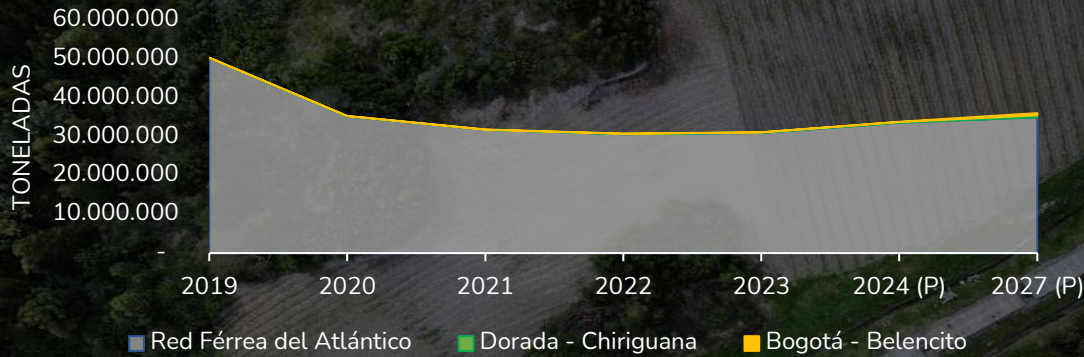 60.000.000
50.000.000
40.000.000
30.000.000
20.000.000
10.000.000
-
TONELADAS
2019 2020 2021 2022 2023 2024 (P) 2027 (P)
Red Férrea del Atlántico Dorada - Chiriguana Bogotá - Belencito